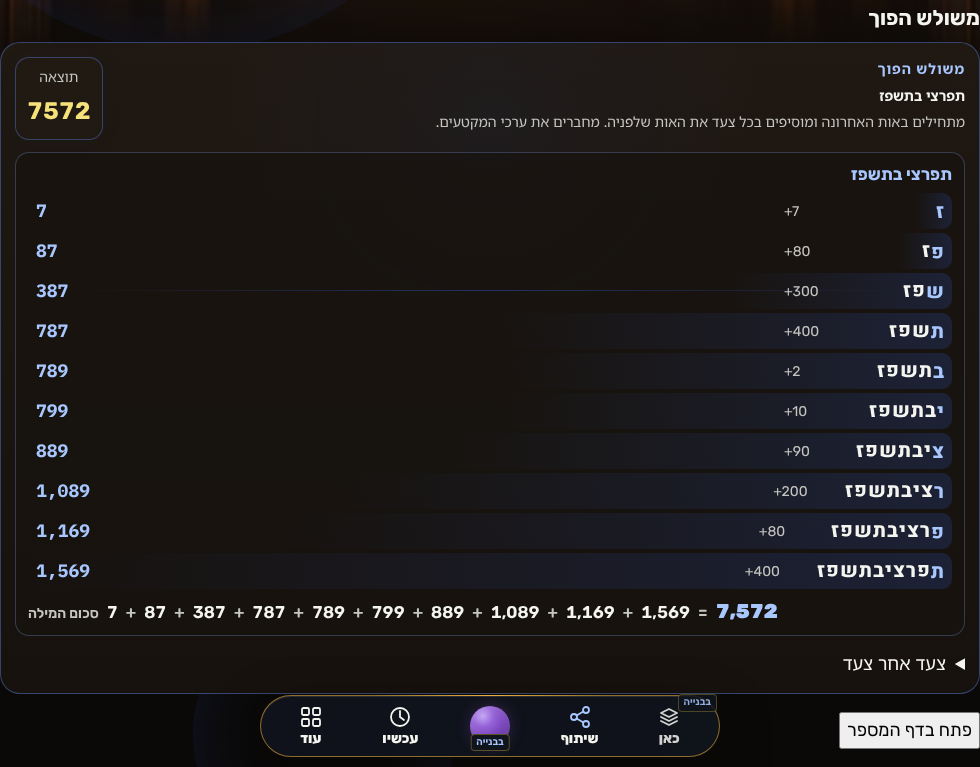 משולש הפוך
משולש הפוך
תוצאה
7572
תפרצי בתשפז
מתחילים באות האחרונה ומוסיפים בכל צעד את האות שלפניה. מחברים את ערכי המקטעים.
תפרצי בתשפז
ז +7 7
פז +80 87
שפז +300 387
תשפז +400 787
בתשפז +2 789
יבתשפז +10 799
ציבתשפז +90 889
רציבתשפז +200 1,089
פרציבתשפז +80 1,169
תפרציבתשפז +400 1,569
סכום המילה 7 + 87 + 387 + 787 + 789 + 799 + 889 + 1,089 + 1,169 + 1,569 = 7,572
◀ צעד אחר צעד
בבנייה
כאן
שיתוף
בבנייה
עכשיו
עוד
פתח בדף המספר